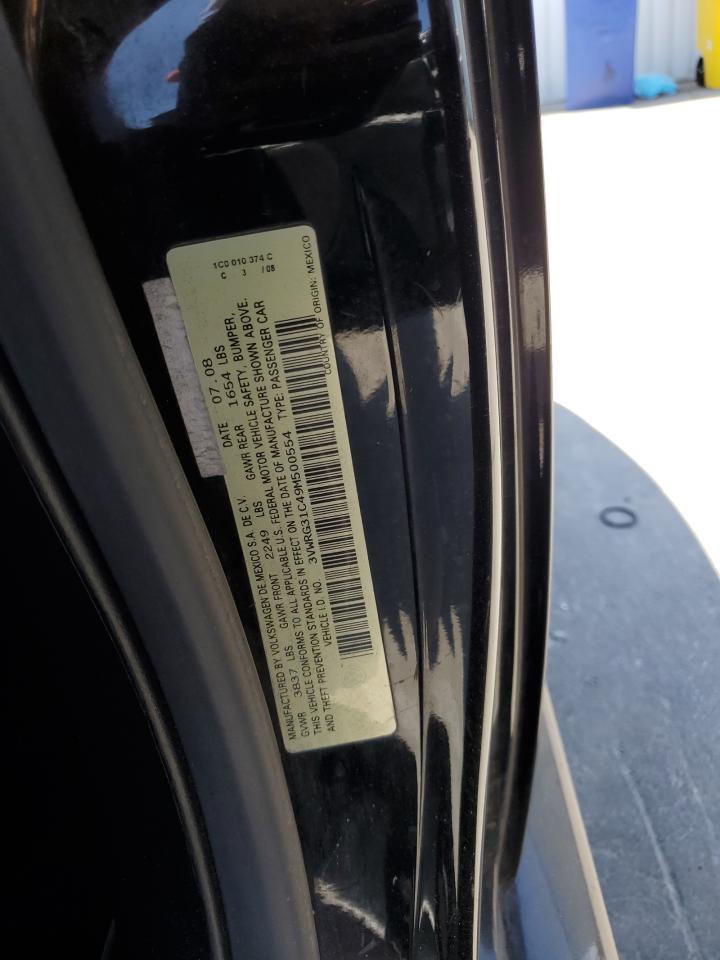 MANUFACTURED BY VOLKSWAGEN DE MEXICO S.A. DE C.V. DATE 07.08
GVWR 3837 LBS GAWR FRONT 2249 LBS GAWR REAR 1654 LBS
THIS VEHICLE CONFORMS TO ALL APPLICABLE U.S. FEDERAL MOTOR VEHICLE SAFETY, BUMPER,
AND THEFT PREVENTION STANDARDS IN EFFECT ON THE DATE OF MANUFACTURE SHOWN ABOVE.
VEHICLE I.D. NO. 3VWRG31C49M500554 TYPE: PASSENGER CAR
COUNTRY OF ORIGIN: MEXICO
1C0 010 374 C
C 3 /08